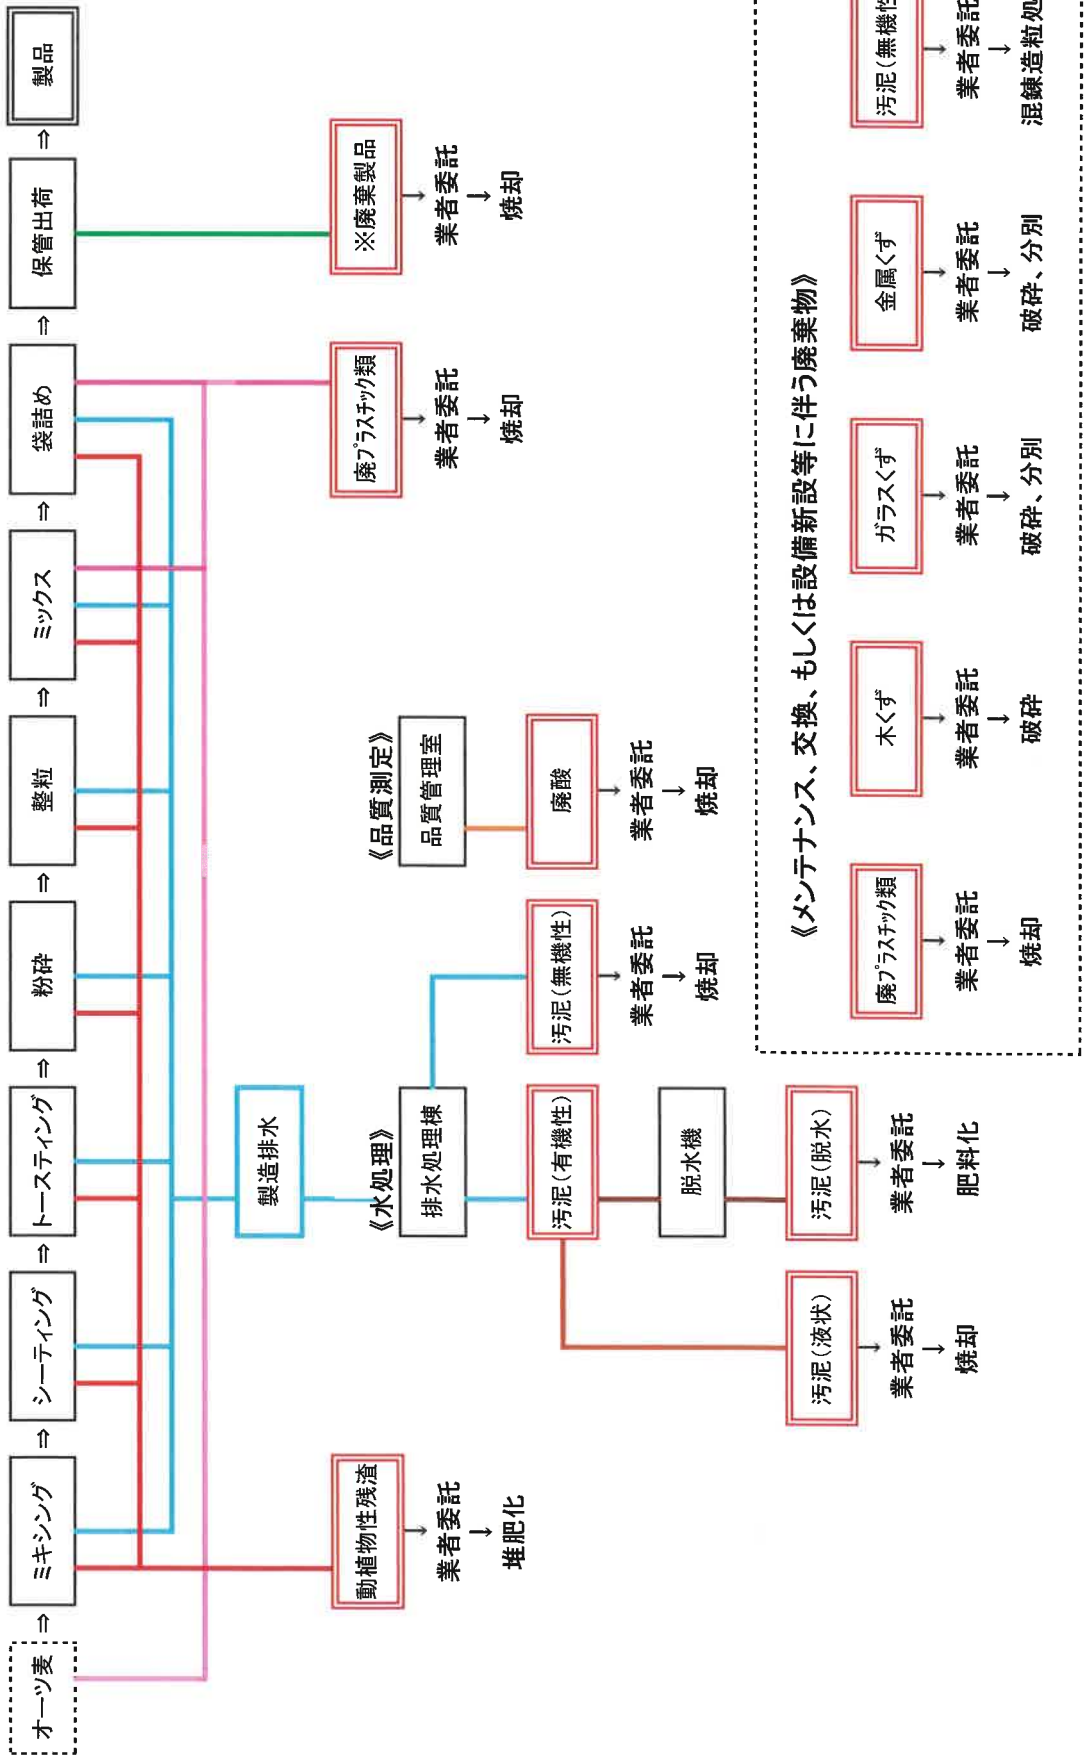 オーツ麦 ⇒ ミキシング ⇒ シーティング ⇒ トースティング ⇒ 粉砕 ⇒ 整粒 ⇒ ミックス ⇒ 袋詰め ⇒ 保管出荷 ⇒ 製品
製造排水
動植物性残渣
↓
業者委託
↓
堆肥化
《水処理》
排水処理棟
汚泥(有機性)
脱水機
汚泥(液状)
↓
業者委託
↓
焼却
汚泥(脱水)
↓
業者委託
↓
肥料化
汚泥(無機性)
↓
業者委託
↓
焼却
《品質測定》
品質管理室
廃酸
↓
業者委託
↓
焼却
廃プラスチック類
↓
業者委託
↓
焼却
※廃棄製品
↓
業者委託
↓
焼却
《メンテナンス、交換、もしくは設備新設等に伴う廃棄物》
廃プラスチック類
↓
業者委託
↓
焼却
木くず
↓
業者委託
↓
破砕
ガラスくず
↓
業者委託
↓
破砕、分別
金属くず
↓
業者委託
↓
破砕、分別
汚泥(無機性
↓
業者委託
↓
混錬造粒処